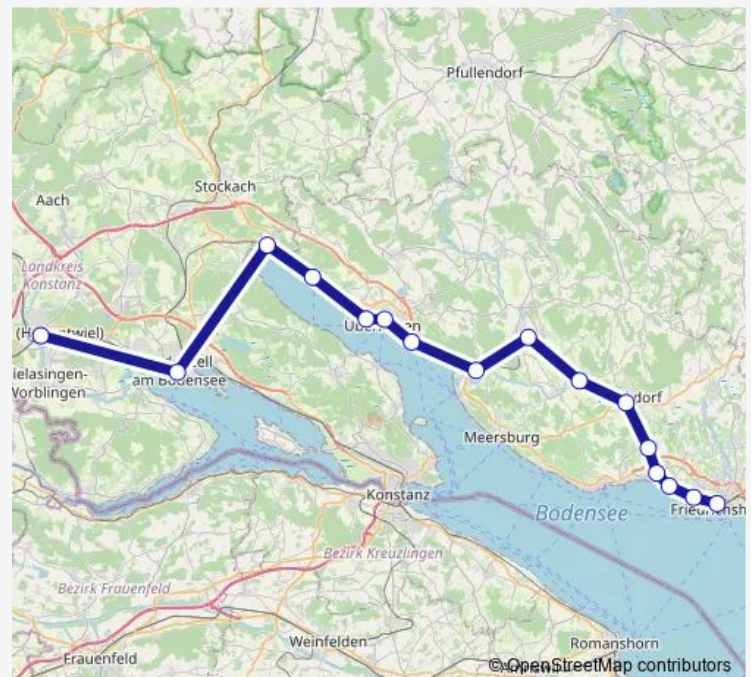 Pfullendorf
Stockach
Aach
Landkreis
Konstanz
ielasingen-
Worblingen
am Bodensee
Meersburg
Konstanz
Bodensee
Bezirk Kreuzlingen
Bezirk Frauenfeld
Weinfelden
Romanshorn
Frauenfeld
© OpenStreetMap contributors